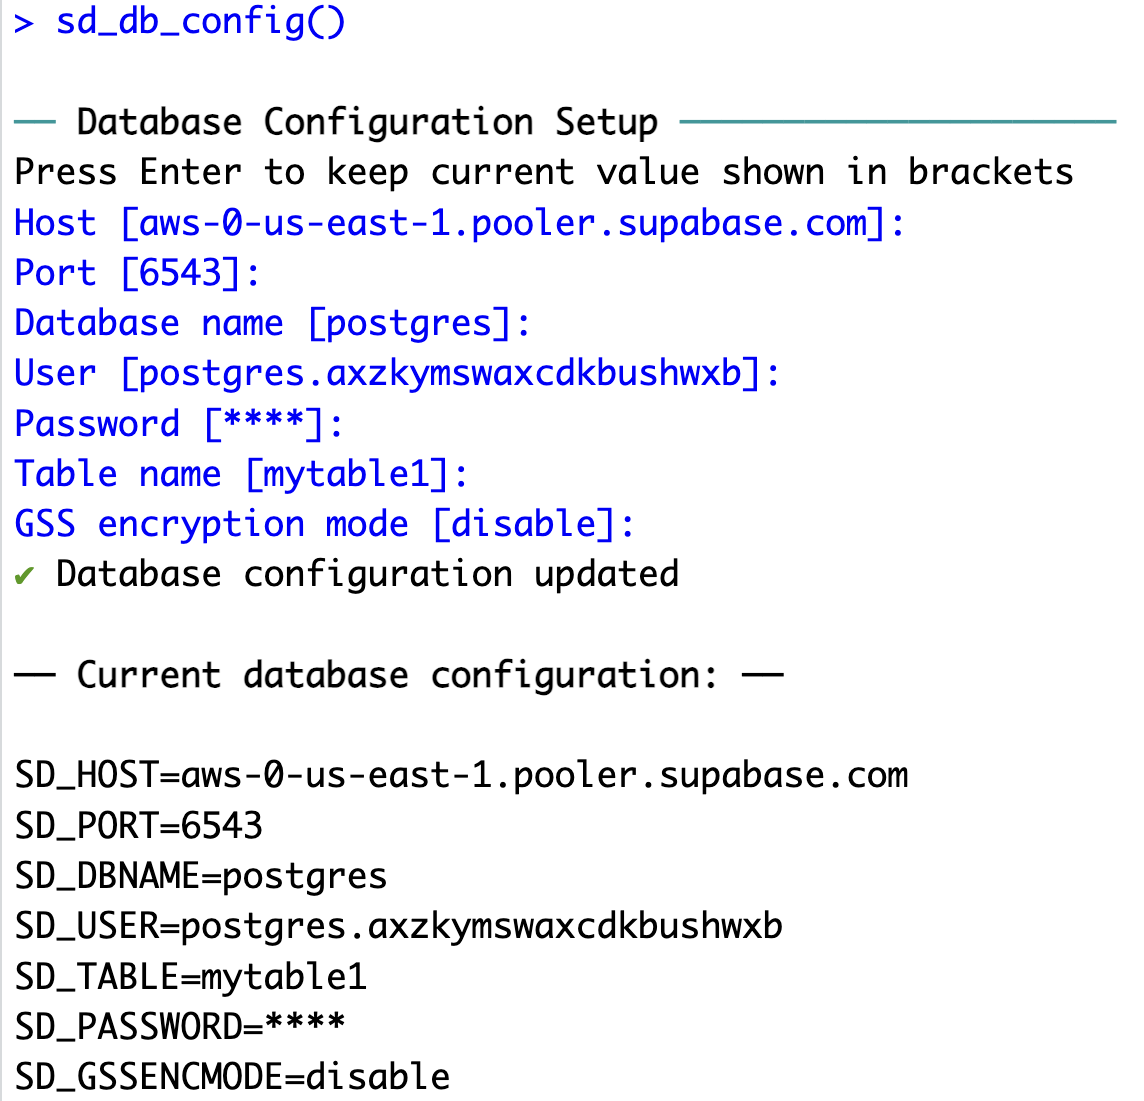 > sd_db_config()
── Database Configuration Setup ─────────────────────
Press Enter to keep current value shown in brackets
Host [aws-0-us-east-1.pooler.supabase.com]:
Port [6543]:
Database name [postgres]:
User [postgres.axzkymswaxcdkbushwxb]:
Password [****]:
Table name [mytable1]:
GSS encryption mode [disable]:
✔ Database configuration updated
── Current database configuration: ──
SD_HOST=aws-0-us-east-1.pooler.supabase.com
SD_PORT=6543
SD_DBNAME=postgres
SD_USER=postgres.axzkymswaxcdkbushwxb
SD_TABLE=mytable1
SD_PASSWORD=****
SD_GSSENCMODE=disable